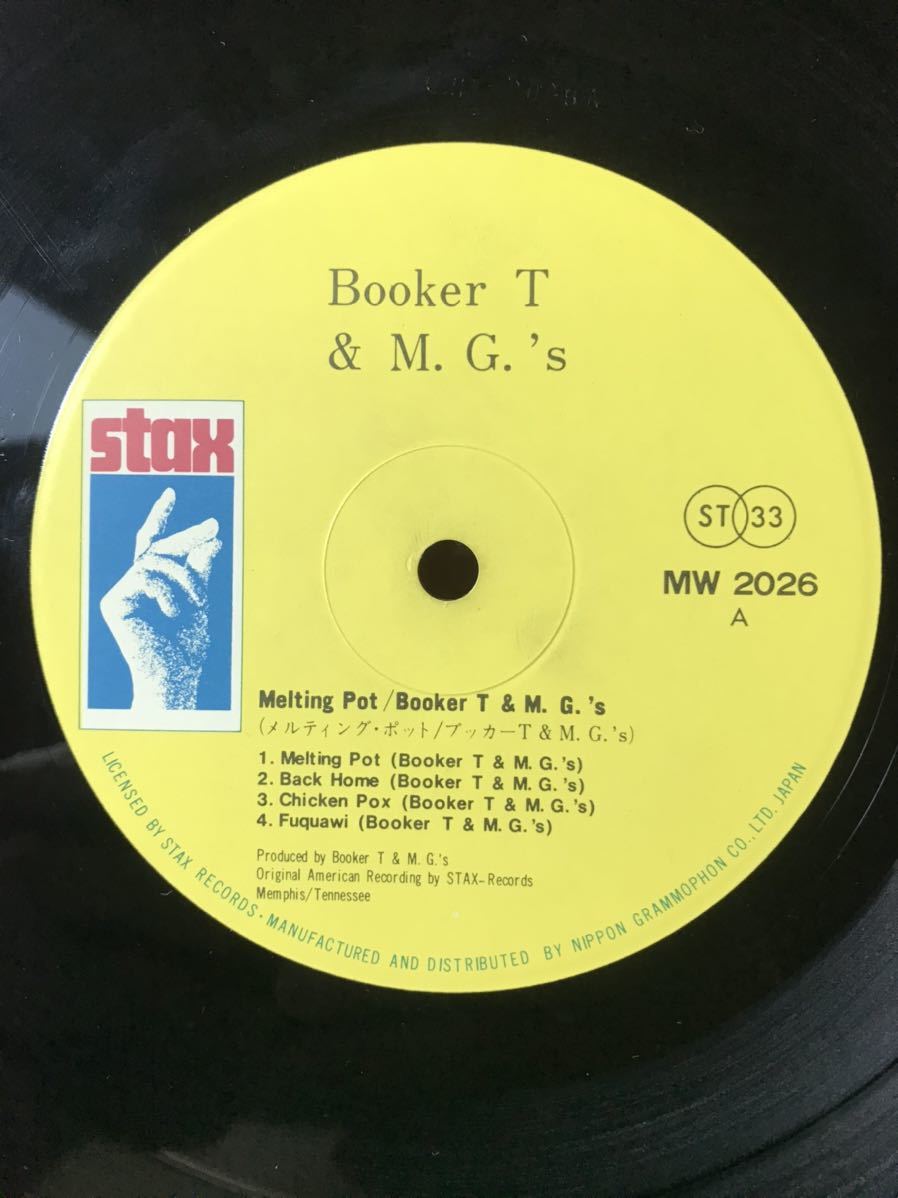 Booker T
& M. G. 's
stax
ST 33
MW 2026
A
Melting Pot/Booker T & M. G. 's
(メルティング・ポット/ブッカーT & M. G.'s)
1. Melting Pot (Booker T & M. G.'s)
2. Back Home (Booker T & M. G.'s)
3. Chicken Pox (Booker T & M. G.'s)
4. Fuquawi (Booker T & M. G.'s)
Produced by Booker T & M. G.'s
Original American Recording by STAX-Records
Memphis/Tennessee
LICENSED BY STAX RECORDS・MANUFACTURED AND DISTRIBUTED BY NIPPON GRAMMOPHON CO., LTD. JAPAN